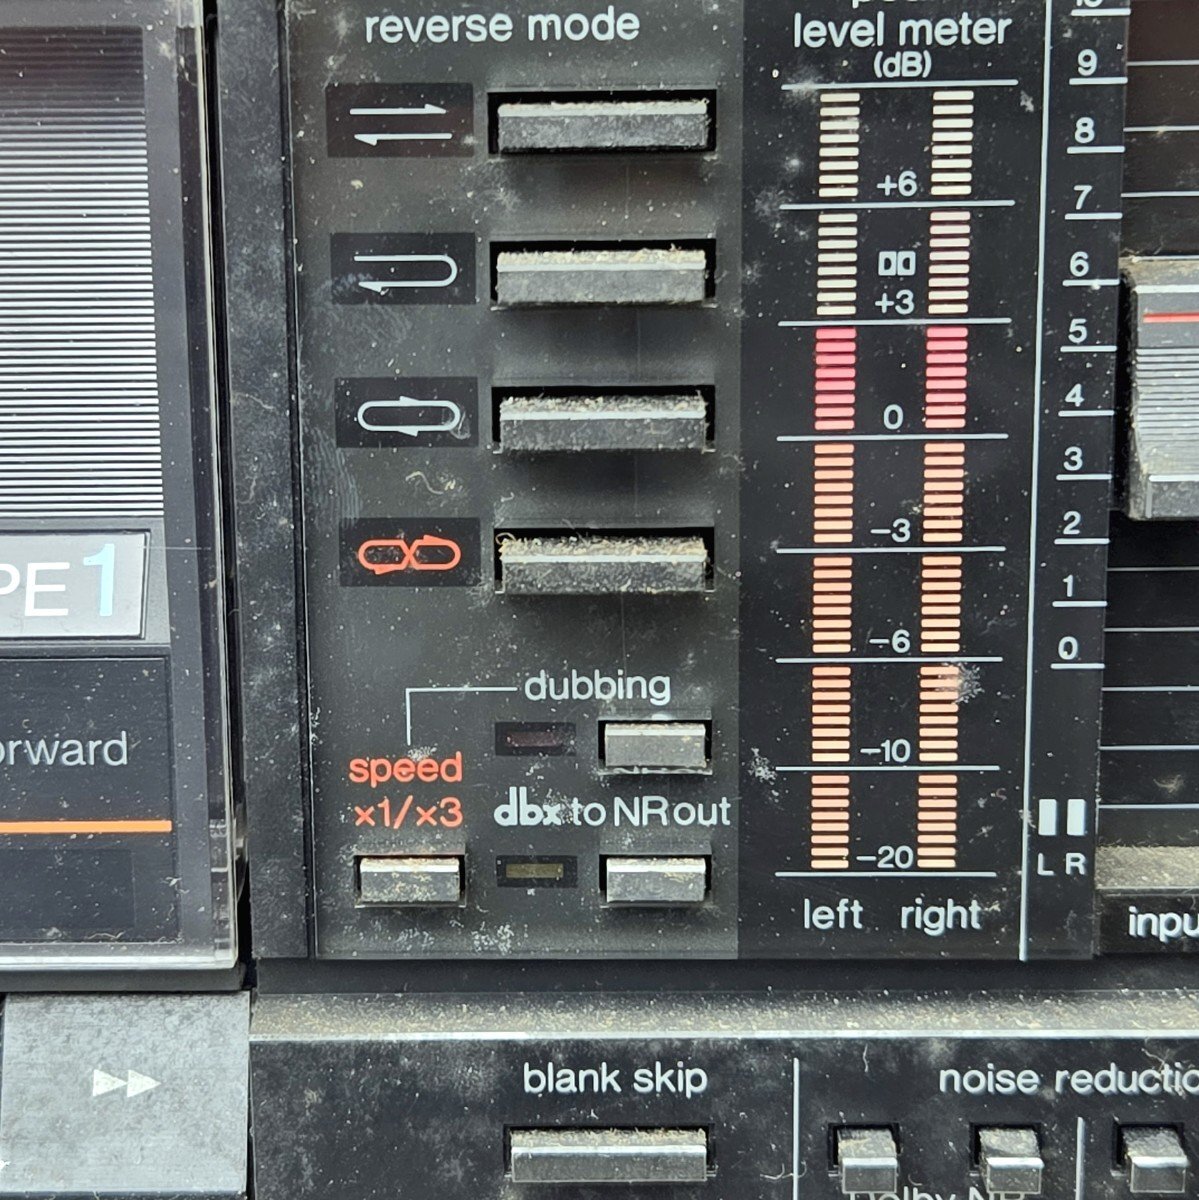 reverse mode
level meter
(dB)
9
8
7
6
5
4
3
2
1
0
+6
+3
0
−3
−6
−10
−20
left right
L R
PE1
orward
dubbing
speed
x1/x3
dbx to NR out
inpu
blank skip
noise reductio